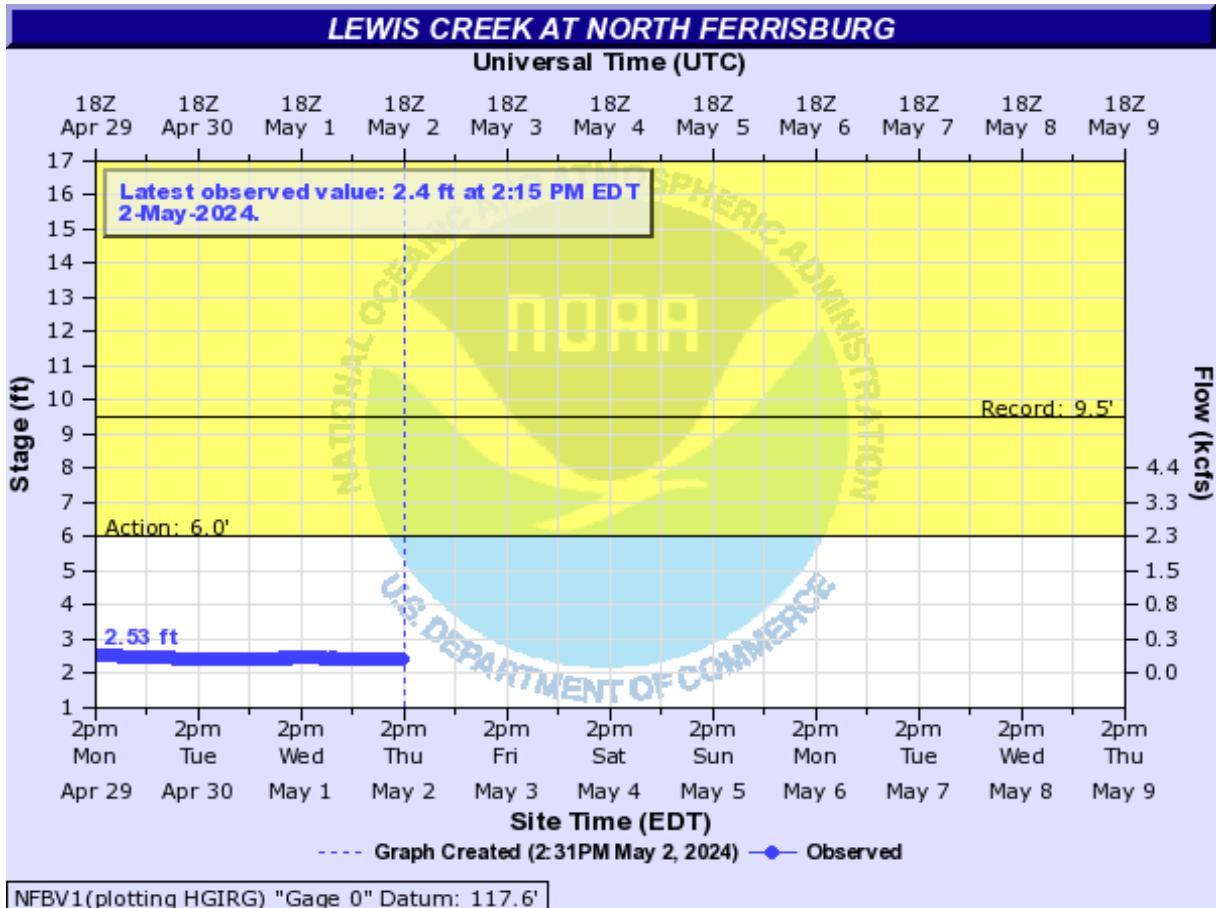 LEWIS CREEK AT NORTH FERRISBURG
Universal Time (UTC)
18Z 18Z 18Z 18Z 18Z 18Z 18Z 18Z 18Z 18Z 18Z
Apr 29 Apr 30 May 1 May 2 May 3 May 4 May 5 May 6 May 7 May 8 May 9
17
16
15
14
13
12
11
10
9
8
7
6
5
4
3
2
1
Stage (ft)
Latest observed value: 2.4 ft at 2:15 PM EDT
2-May-2024.
NATIONAL OCEANIC AND ATMOSPHERIC ADMINISTRATION
NOAA
U.S. DEPARTMENT OF COMMERCE
Record: 9.5'
Action: 6.0'
2.53 ft
4.4
3.3
2.3
1.5
0.8
0.3
0.0
Flow (kcfs)
2pm 2pm 2pm 2pm 2pm 2pm 2pm 2pm 2pm 2pm 2pm
Mon Tue Wed Thu Fri Sat Sun Mon Tue Wed Thu
Apr 29 Apr 30 May 1 May 2 May 3 May 4 May 5 May 6 May 7 May 8 May 9
Site Time (EDT)
Graph Created (2:31PM May 2, 2024) Observed
NFBV1(plotting HGIRG) "Gage 0" Datum: 117.6'